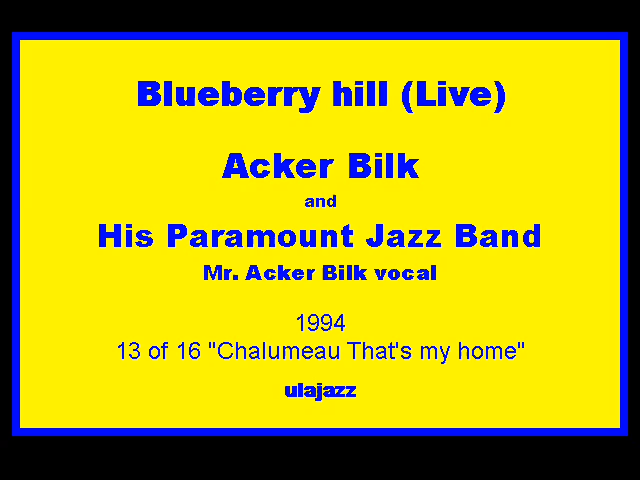 Blueberry hill (Live)
Acker Bilk
and
His Paramount Jazz Band
Mr. Acker Bilk vocal
1994
13 of 16 "Chalumeau That's my home"
ulajazz